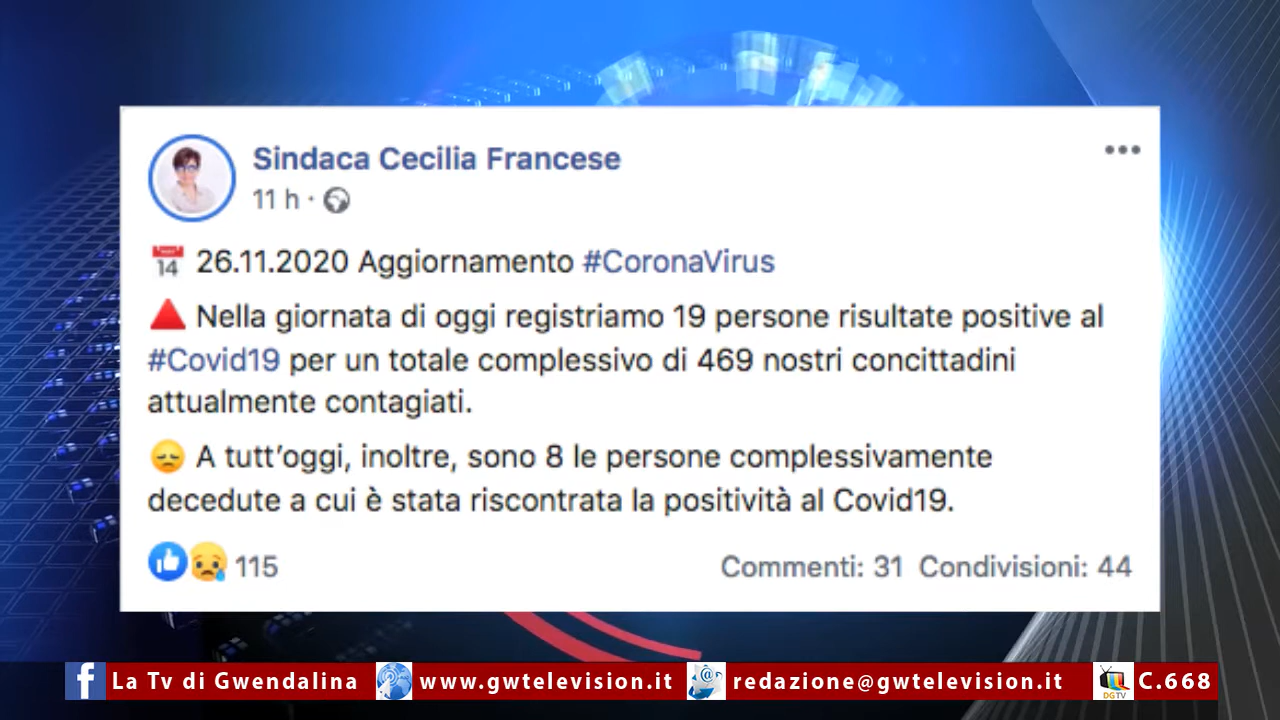 Sindaca Cecilia Francese
11 h ·
14 26.11.2020 Aggiornamento #CoronaVirus
Nella giornata di oggi registriamo 19 persone risultate positive al
#Covid19 per un totale complessivo di 469 nostri concittadini
attualmente contagiati.
A tutt’oggi, inoltre, sono 8 le persone complessivamente
decedute a cui è stata riscontrata la positività al Covid19.
115 Commenti: 31 Condivisioni: 44
f La Tv di Gwendalina www.gwtelevision.it @ redazione@gwtelevision.it DGTV C.668